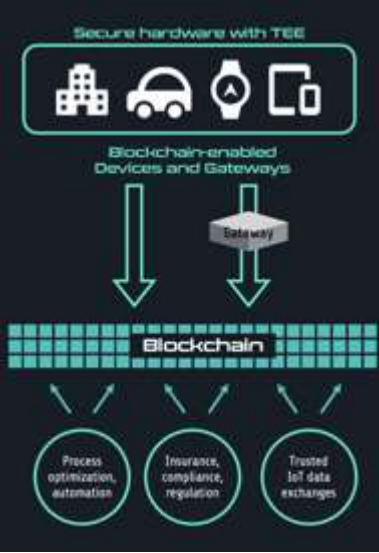 Secure hardware with TEE
Blockchain-enabled
Devices and Gateways
Gateway
Blockchain
Process
optimization,
automation
Insurance,
compliance,
regulation
Trusted
IoT data
exchanges